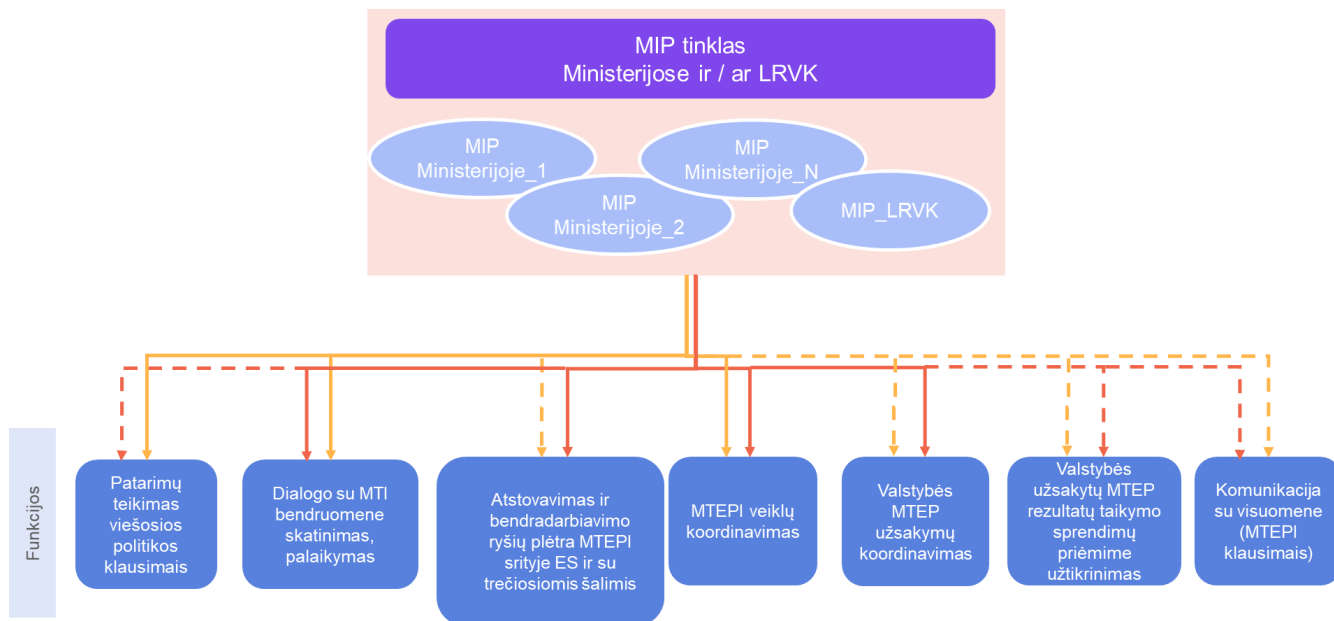 MIP tinklas
Ministerijose ir / ar LRVK
MIP
Ministerijoje_1
MIP
Ministerijoje_2
MIP
Ministerijoje_N
MIP_LRVK
Funkcijos
Patarimų
teikimas
viešosios
politikos
klausimais
Dialogo su MTI
bendruomene
skatinimas,
palaikymas
Atstovavimas ir
bendradarbiavimo
ryšių plėtra MTEPI
srityje ES ir su
trečiosiomis šalimis
MTEPI veiklų
koordinavimas
Valstybės
MTEP
užsakymų
koordinavimas
Valstybės
užsakytų MTEP
rezultatų taikymo
sprendimų
priėmime
užtikrinimas
Komunikacija
su visuomene
(MTEPI
klausimais)